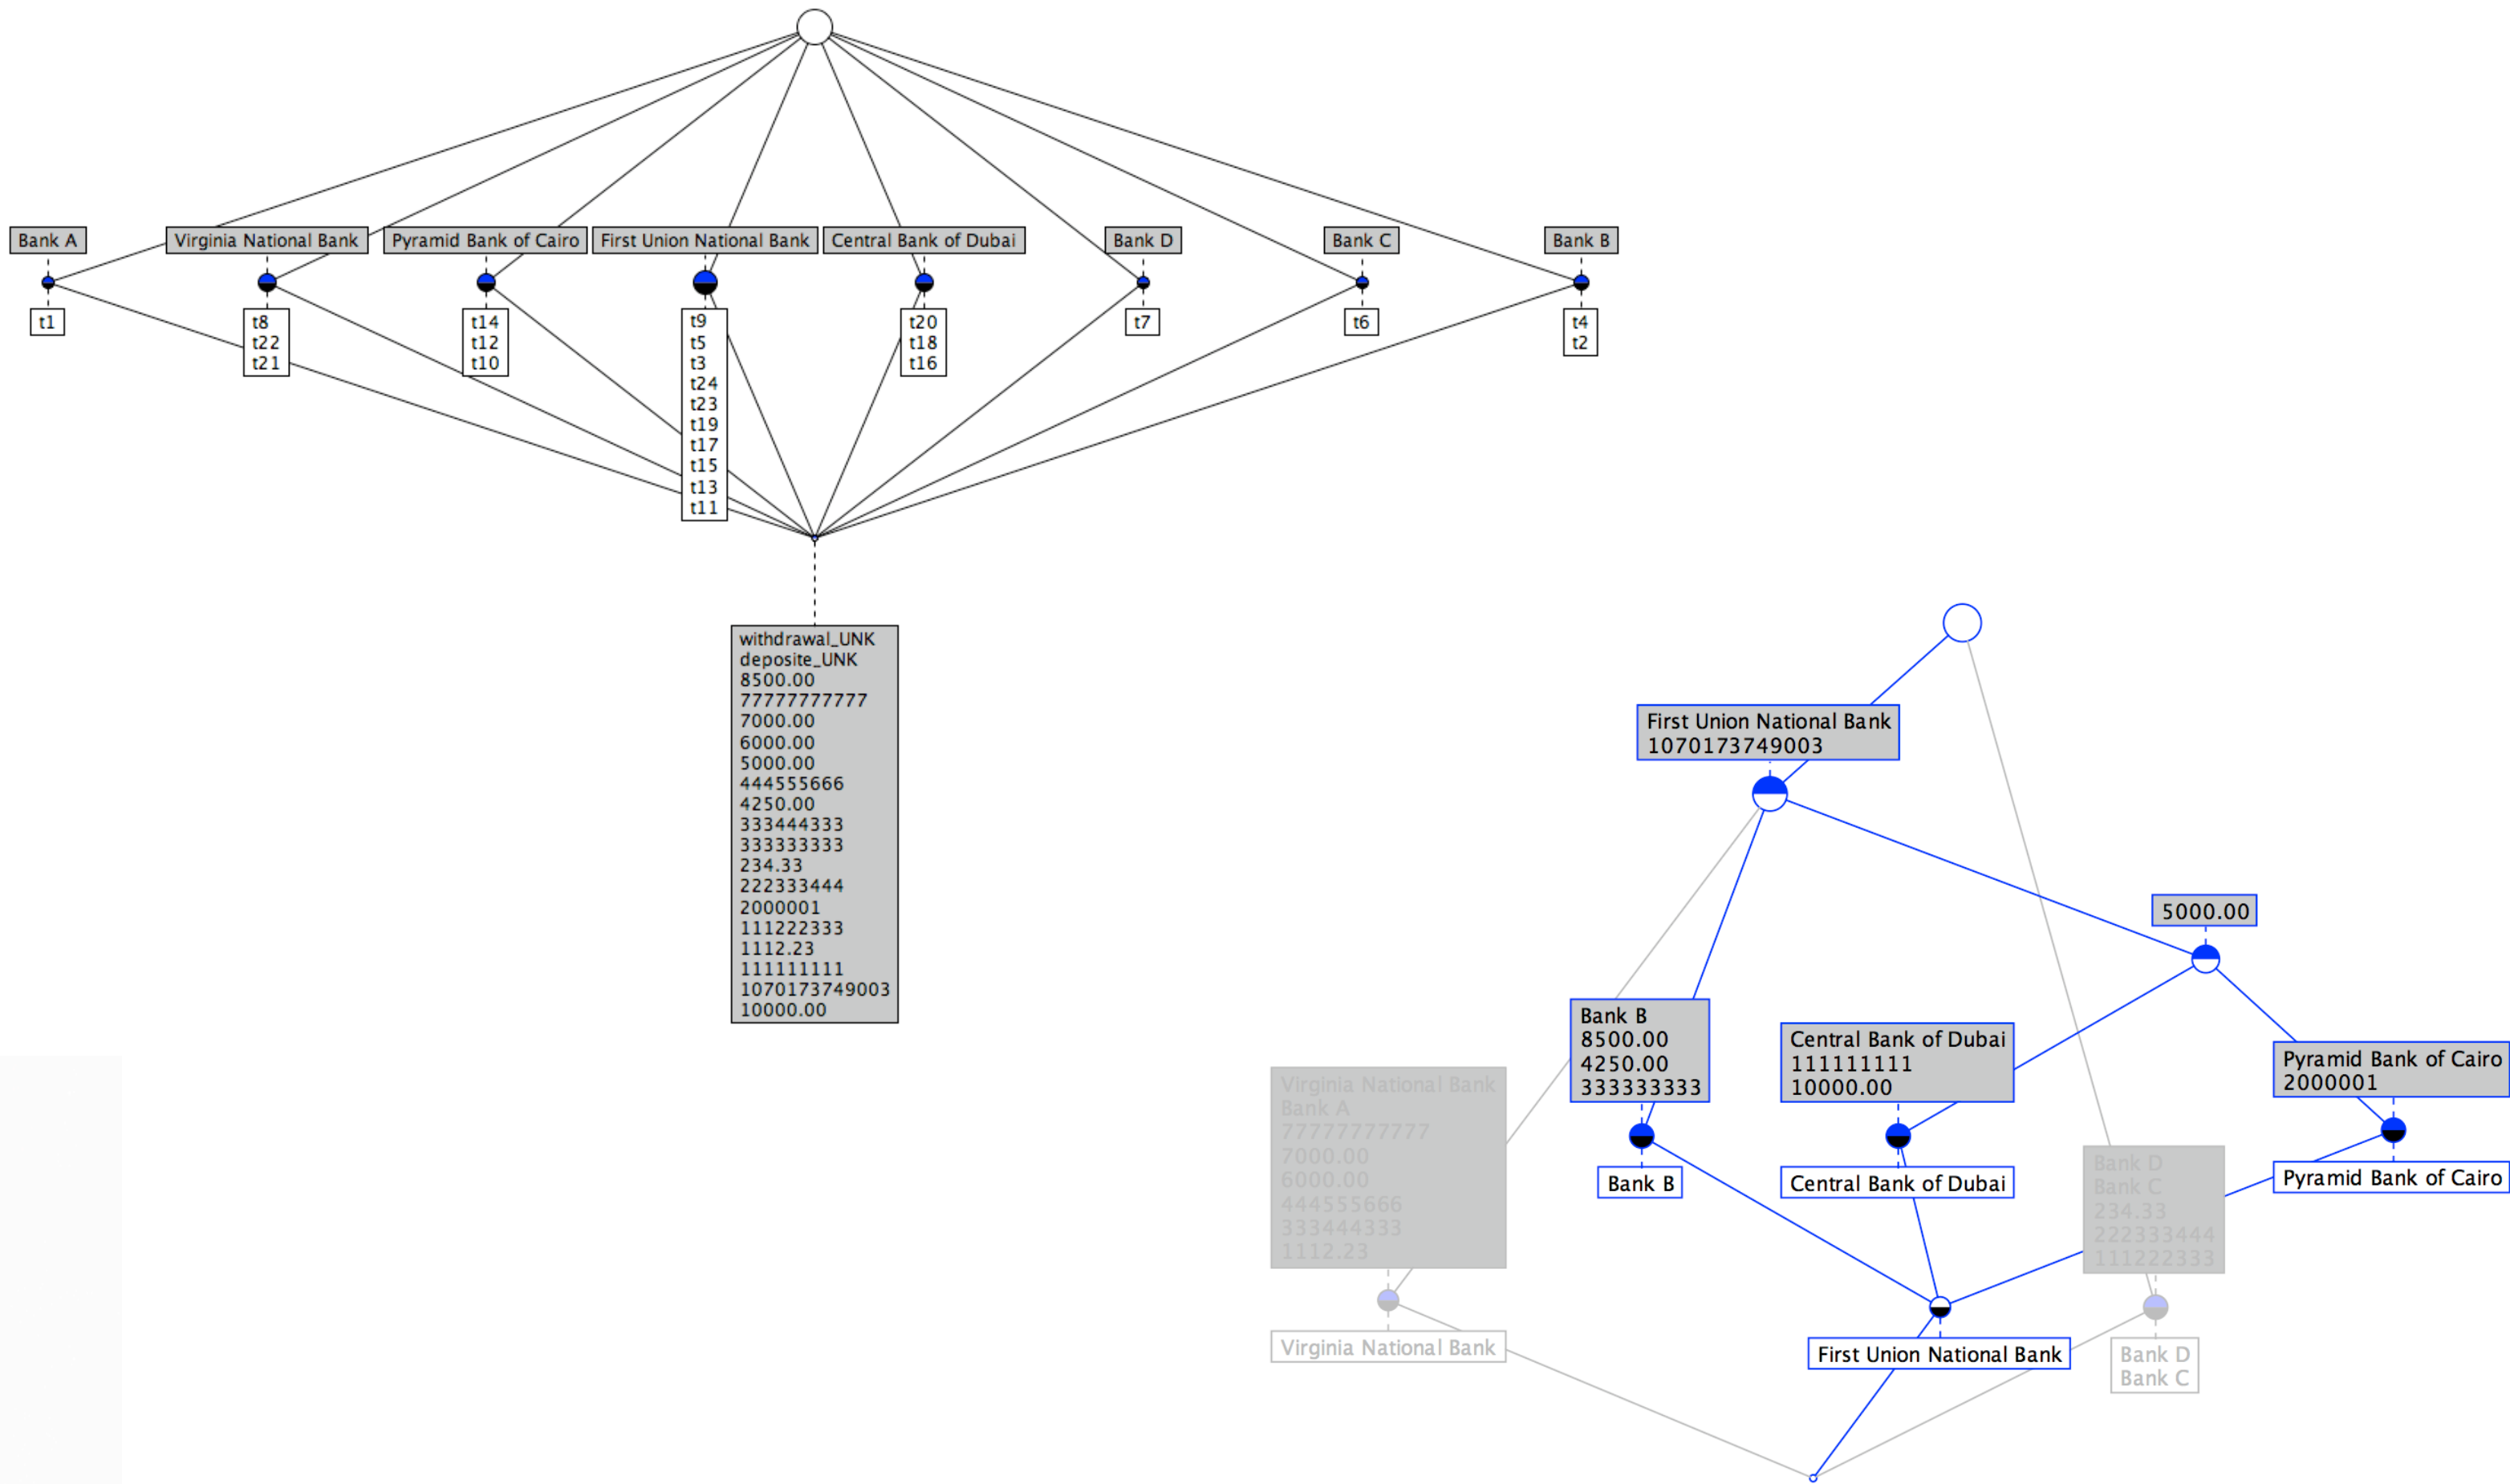 Bank A
Virginia National Bank
Pyramid Bank of Cairo
First Union National Bank
Central Bank of Dubai
Bank D
Bank C
Bank B
t1
t8
t22
t21
t14
t12
t10
t9
t5
t3
t24
t23
t19
t17
t15
t13
t11
t20
t18
t16
t7
t6
t4
t2
withdrawal_UNK
deposite_UNK
8500.00
77777777777
7000.00
6000.00
5000.00
444555666
4250.00
333444333
333333333
234.33
222333444
2000001
111222333
1112.23
111111111
1070173749003
10000.00
First Union National Bank
1070173749003
5000.00
Bank B
8500.00
4250.00
333333333
Central Bank of Dubai
111111111
10000.00
Pyramid Bank of Cairo
2000001
Virginia National Bank
Bank A
77777777777
7000.00
6000.00
444555666
333444333
1112.23
Bank D
Bank C
234.33
222333444
111222333
Bank B
Central Bank of Dubai
Pyramid Bank of Cairo
Virginia National Bank
First Union National Bank
Bank D
Bank C